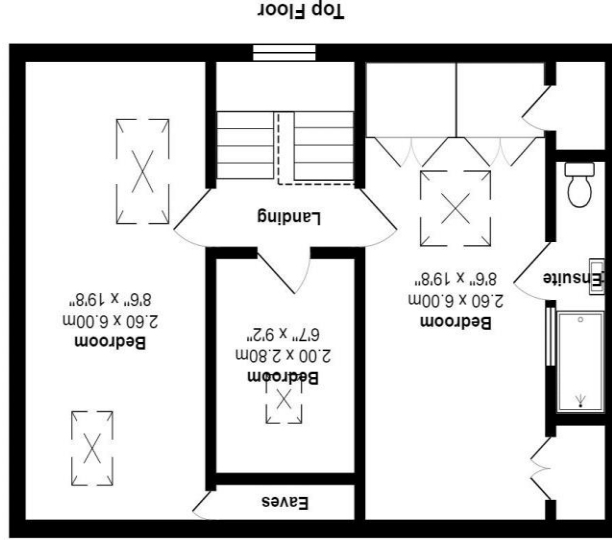 Eaves
Bedroom
2.60 x 6.00m
8'6" x 19'8"
Bedroom
2.00 x 2.80m
6'7" x 9'2"
Bedroom
2.60 x 6.00m
8'6" x 19'8"
Ensuite
Landing
Top Floor